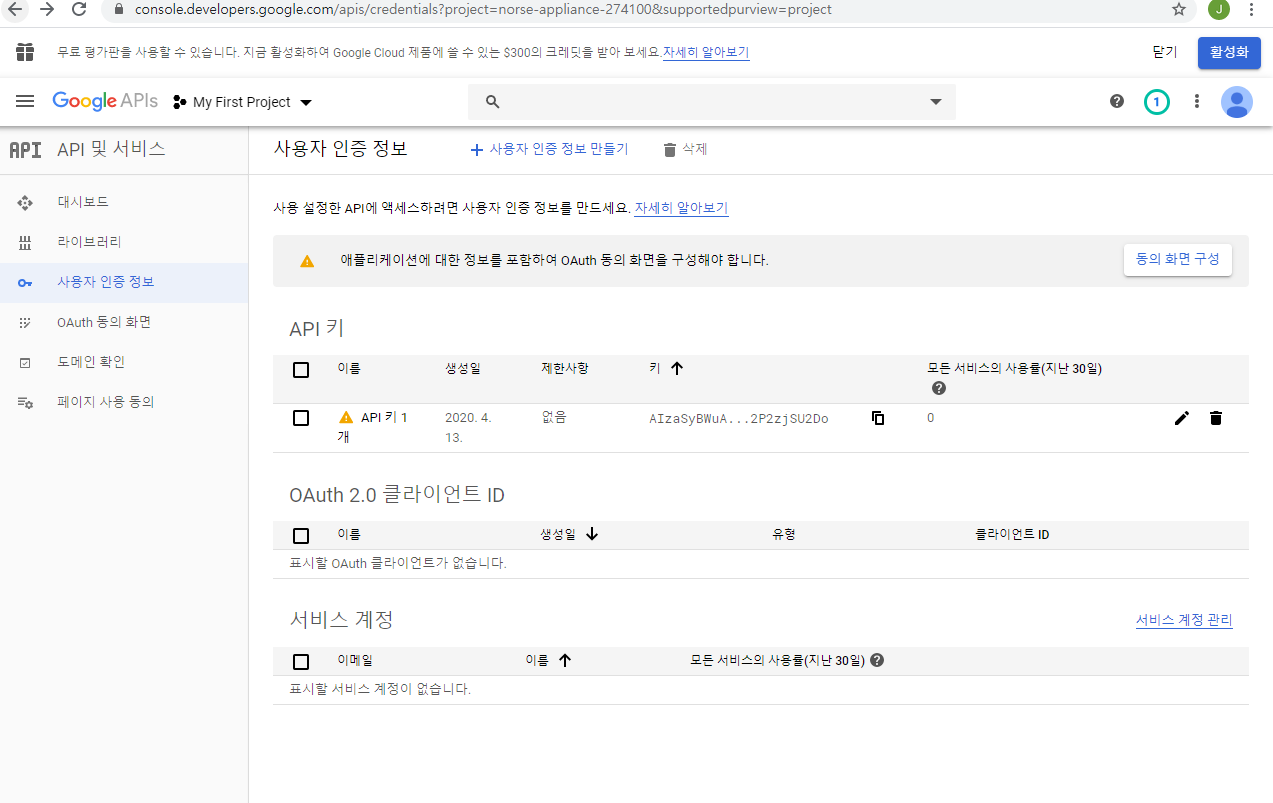 console.developers.google.com/apis/credentials?project=norse-appliance-274100&supportedpurview=project
J
무료 평가판을 사용할 수 있습니다. 지금 활성화하여 Google Cloud 제품에 쓸 수 있는 $300의 크레딧을 받아 보세요.자세히 알아보기
닫기
활성화
Google APIs
My First Project
1
API
API 및 서비스
사용자 인증 정보
사용자 인증 정보 만들기
삭제
대시보드
라이브러리
사용자 인증 정보
OAuth 동의 화면
도메인 확인
페이지 사용 동의
사용 설정한 API에 액세스하려면 사용자 인증 정보를 만드세요. 자세히 알아보기
애플리케이션에 대한 정보를 포함하여 OAuth 동의 화면을 구성해야 합니다.
동의 화면 구성
API 키
이름 생성일 제한사항 키 모든 서비스의 사용률(지난 30일)
API 키 1 2020. 4. 없음 AIzaSyBWuA...2P2zjSU2Do 0
개 13.
OAuth 2.0 클라이언트 ID
이름 생성일 유형 클라이언트 ID
표시할 OAuth 클라이언트가 없습니다.
서비스 계정
서비스 계정 관리
이메일 이름 모든 서비스의 사용률(지난 30일)
표시할 서비스 계정이 없습니다.